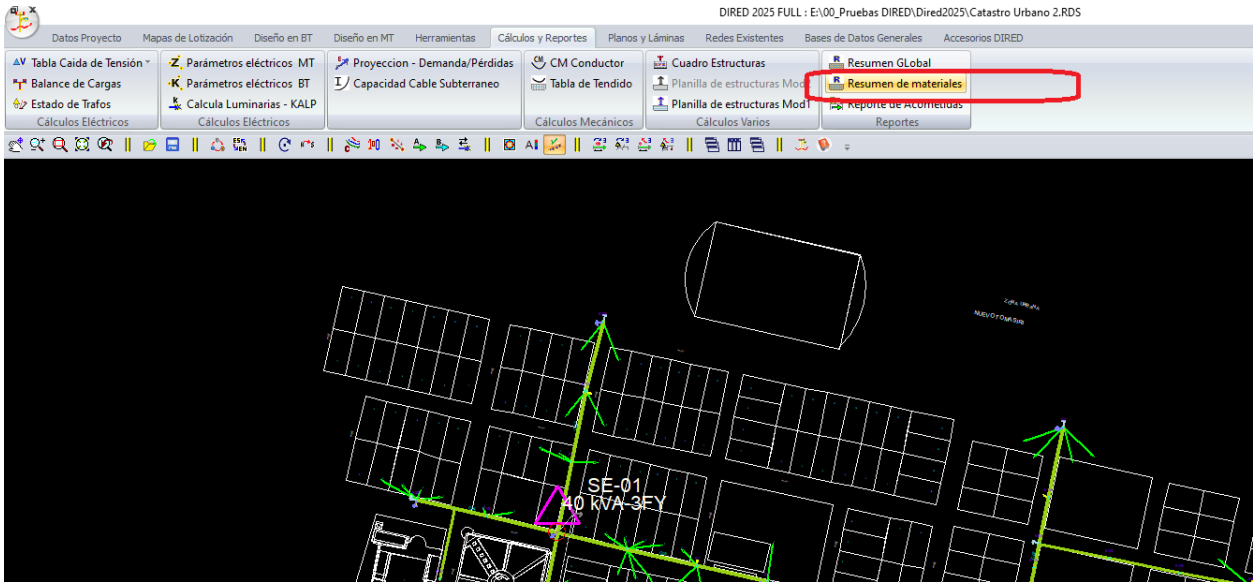 DIRED 2025 FULL : E:\00_Pruebas DIRED\Dired2025\Catastro Urbano 2.RDS
Datos Proyecto Mapas de Lotización Diseño en BT Diseño en MT Herramientas Cálculos y Reportes Planos y Láminas Redes Existentes Bases de Datos Generales Accesorios DIRED
Tabla Caida de Tensión Parámetros eléctricos MT Proyeccion - Demanda/Pérdidas CM Conductor Cuadro Estructuras Resumen GLobal
Balance de Cargas Parámetros eléctricos BT Capacidad Cable Subterraneo Tabla de Tendido Planilla de estructuras Mod Resumen de materiales
Estado de Trafos Calcula Luminarias - KALP Planilla de estructuras Mod1 Reporte de Acometidas
Cálculos Eléctricos Cálculos Eléctricos Cálculos Mecánicos Cálculos Varios Reportes
ZONA URBANA
NUEVO TOMASIRI
SE-01
40 kVA-3FY